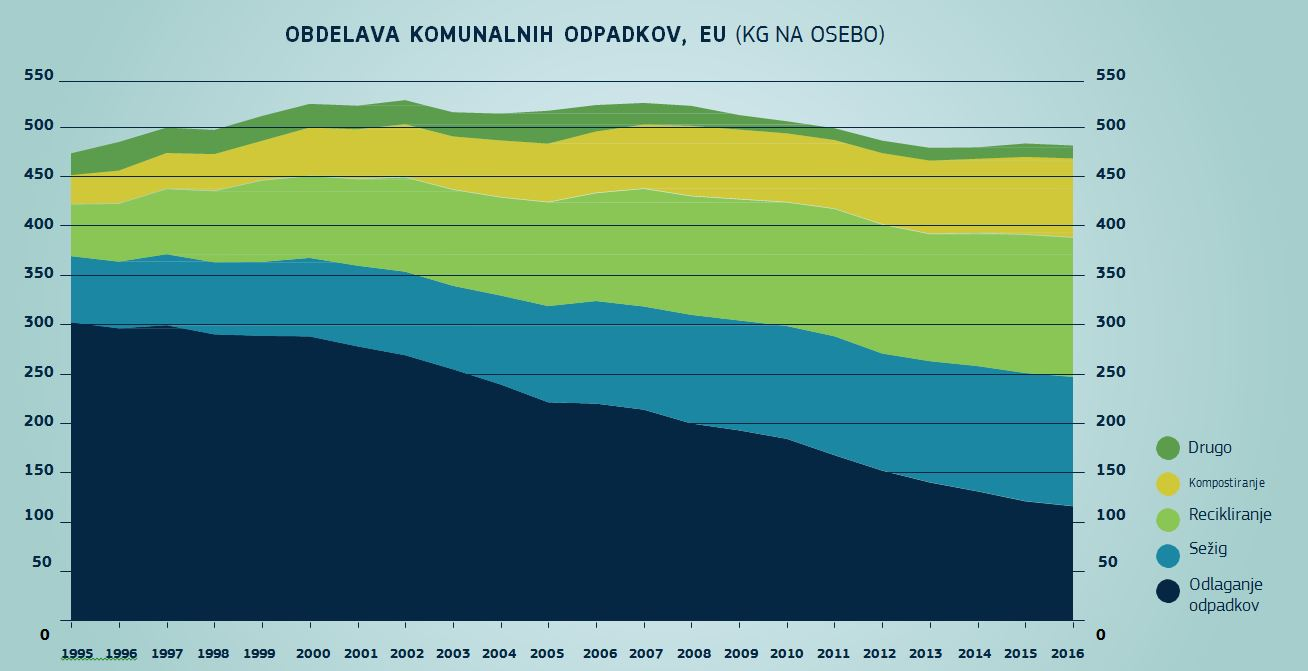 OBDELAVA KOMUNALNIH ODPADKOV, EU (KG NA OSEBO)
550 550
500 500
450 450
400 400
350 350
300 300
250 250
200 200
150 150
100 100
50 50
0 0
1995 1996 1997 1998 1999 2000 2001 2002 2003 2004 2005 2006 2007 2008 2009 2010 2011 2012 2013 2014 2015 2016
Drugo
Kompostiranje
Recikliranje
Sežig
Odlaganje
odpadkov